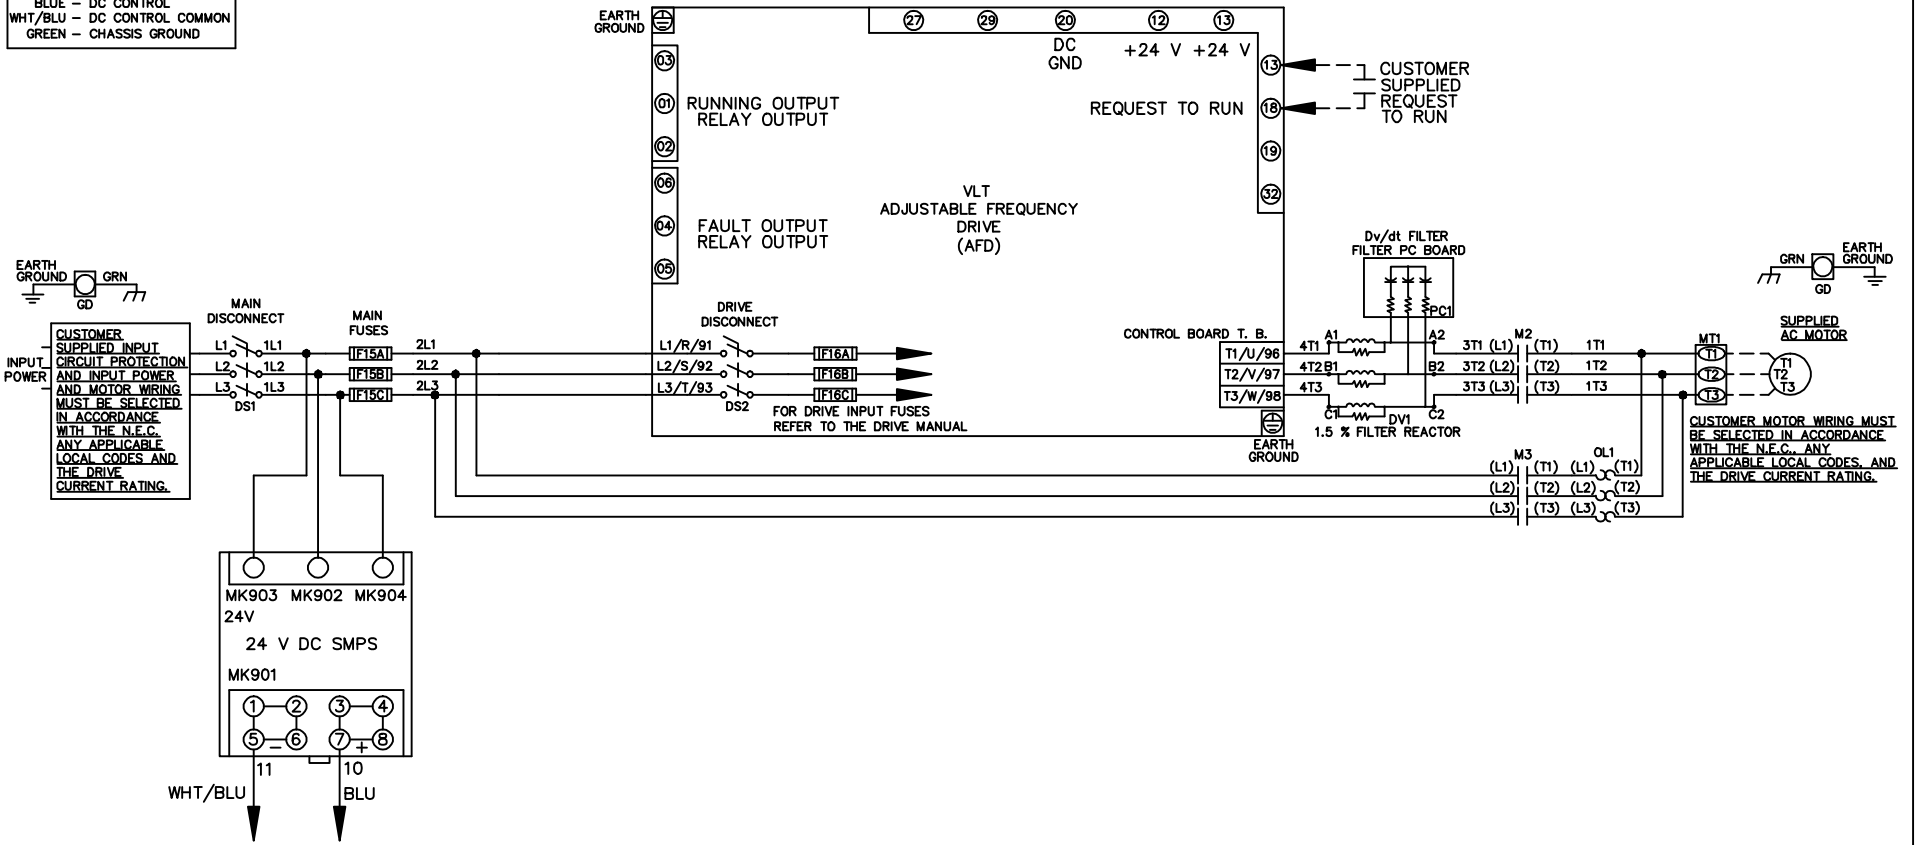 BLUE – DC CONTROL
WHT/BLU – DC CONTROL COMMON
GREEN – CHASSIS GROUND
EARTH
GROUND
27 29 20 12 13
DC
GND
+24 V +24 V
03
01
02
RUNNING OUTPUT
RELAY OUTPUT
06
04
05
FAULT OUTPUT
RELAY OUTPUT
13
18
19
32
REQUEST TO RUN
CUSTOMER
SUPPLIED
REQUEST
TO RUN
VLT
ADJUSTABLE FREQUENCY
DRIVE
(AFD)
EARTH
GROUND
GRN
GD
INPUT
POWER
CUSTOMER
SUPPLIED INPUT
CIRCUIT PROTECTION
AND INPUT POWER
AND MOTOR WIRING
MUST BE SELECTED
IN ACCORDANCE
WITH THE N.E.C.
ANY APPLICABLE
LOCAL CODES AND
THE DRIVE
CURRENT RATING.
MAIN
DISCONNECT
L1 1L1
L2 1L2
L3 1L3
DS1
MAIN
FUSES
F15A
F15B
F15C
2L1
2L2
2L3
L1/R/91
L2/S/92
L3/T/93
DRIVE
DISCONNECT
DS2
F16A
F16B
F16C
FOR DRIVE INPUT FUSES
REFER TO THE DRIVE MANUAL
CONTROL BOARD T. B.
T1/U/96
T2/V/97
T3/W/98
EARTH
GROUND
4T1
4T2
4T3
Dv/dt FILTER
FILTER PC BOARD
PC1
A1 A2
B1 B2
C1 C2
DV1
1.5 % FILTER REACTOR
M2
3T1 (L1) (T1) 1T1
3T2 (L2) (T2) 1T2
3T3 (L3) (T3) 1T3
M3
OL1
(L1) (T1) (L1) (T1)
(L2) (T2) (L2) (T2)
(L3) (T3) (L3) (T3)
MT1
T1
T2
T3
T1
T2
T3
GRN
GD
EARTH
GROUND
SUPPLIED
AC MOTOR
CUSTOMER MOTOR WIRING MUST
BE SELECTED IN ACCORDANCE
WITH THE N.E.C., ANY
APPLICABLE LOCAL CODES, AND
THE DRIVE CURRENT RATING.
MK903 MK902 MK904
24V
24 V DC SMPS
MK901
1 2 3 4
5 – 6 7 + 8
11 10
WHT/BLU BLU